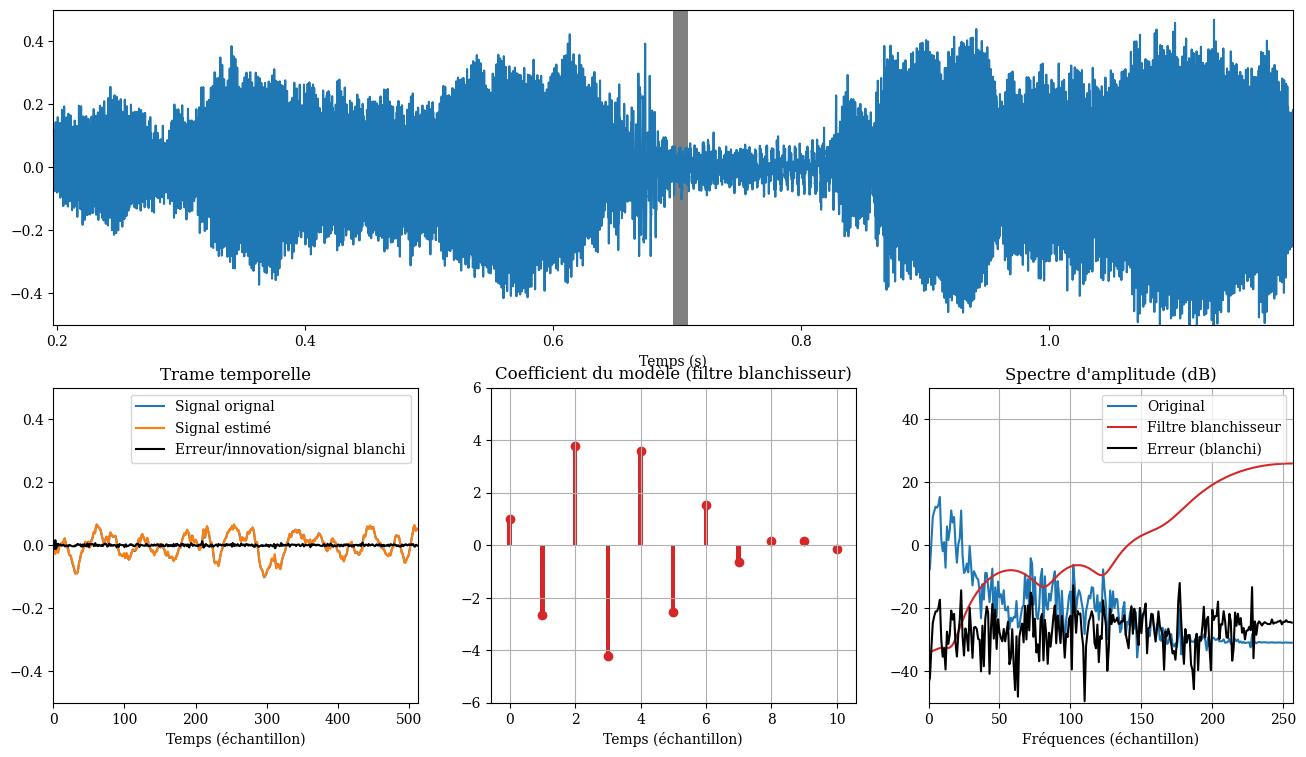 0.4
0.2
0.0
−0.2
−0.4
0.2 0.4 0.6 0.8 1.0
Temps (s)
Trame temporelle
Signal orignal
Signal estimé
Erreur/innovation/signal blanchi
0.4
0.2
0.0
−0.2
−0.4
0 100 200 300 400 500
Temps (échantillon)
Coefficient du modèle (filtre blanchisseur)
6
4
2
0
−2
−4
−6
0 2 4 6 8 10
Temps (échantillon)
Spectre d'amplitude (dB)
Original
Filtre blanchisseur
Erreur (blanchi)
40
20
0
−20
−40
0 50 100 150 200 250
Fréquences (échantillon)